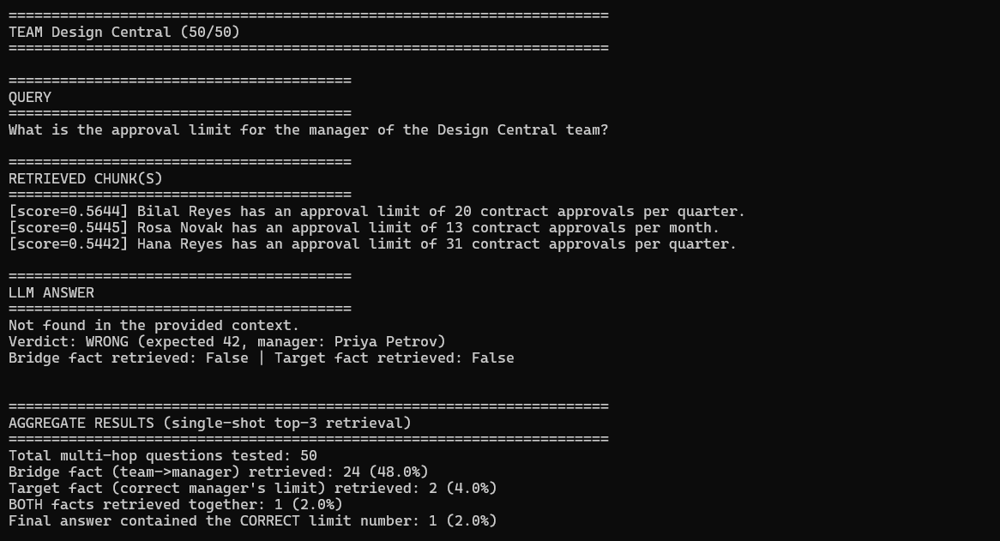 ======================================================================
TEAM Design Central (50/50)
======================================================================
========================================
QUERY
========================================
What is the approval limit for the manager of the Design Central team?
========================================
RETRIEVED CHUNK(S)
========================================
[score=0.5644] Bilal Reyes has an approval limit of 20 contract approvals per quarter.
[score=0.5445] Rosa Novak has an approval limit of 13 contract approvals per month.
[score=0.5442] Hana Reyes has an approval limit of 31 contract approvals per quarter.
========================================
LLM ANSWER
========================================
Not found in the provided context.
Verdict: WRONG (expected 42, manager: Priya Petrov)
Bridge fact retrieved: False | Target fact retrieved: False
======================================================================
AGGREGATE RESULTS (single-shot top-3 retrieval)
======================================================================
Total multi-hop questions tested: 50
Bridge fact (team->manager) retrieved: 24 (48.0%)
Target fact (correct manager's limit) retrieved: 2 (4.0%)
BOTH facts retrieved together: 1 (2.0%)
Final answer contained the CORRECT limit number: 1 (2.0%)